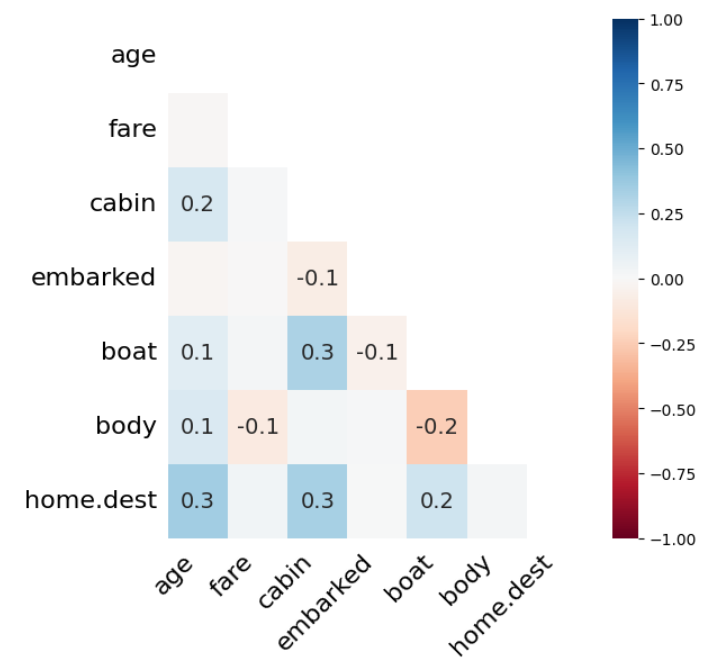 age
fare
cabin 0.2
embarked -0.1
boat 0.1 0.3 -0.1
body 0.1 -0.1 -0.2
home.dest 0.3 0.3 0.2
age fare cabin embarked boat body home.dest
1.00
0.75
0.50
0.25
0.00
−0.25
−0.50
−0.75
−1.00